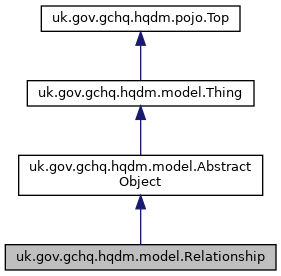 uk.gov.gchq.hqdm.pojo.Top
uk.gov.gchq.hqdm.model.Thing
uk.gov.gchq.hqdm.model.Abstract
Object
uk.gov.gchq.hqdm.model.Relationship